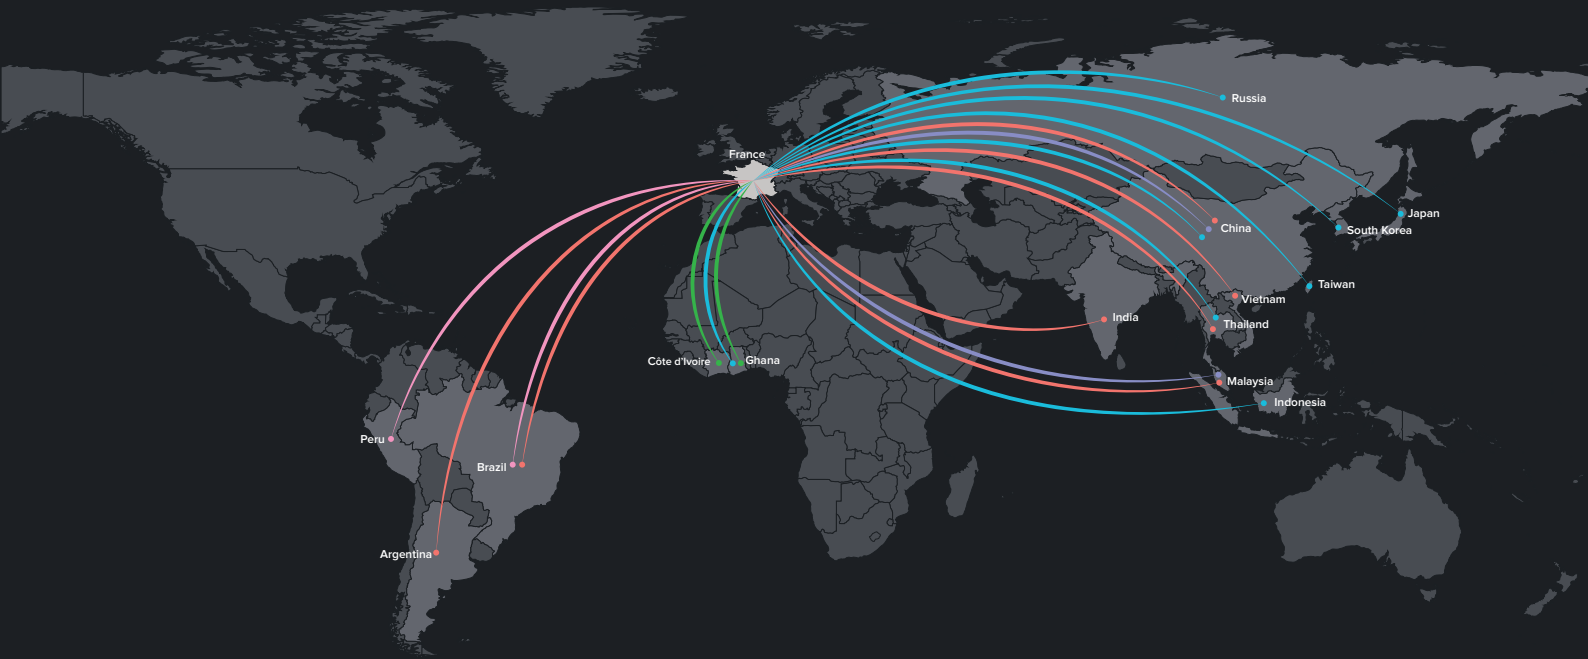 Russia
France
Japan
China
South Korea
Taiwan
Vietnam
India
Thailand
Côte d'Ivoire
Ghana
Malaysia
Indonesia
Peru
Brazil
Argentina